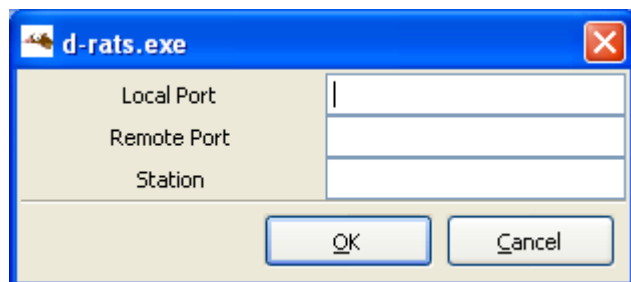 d-rats.exe
Local Port
Remote Port
Station
OK Cancel